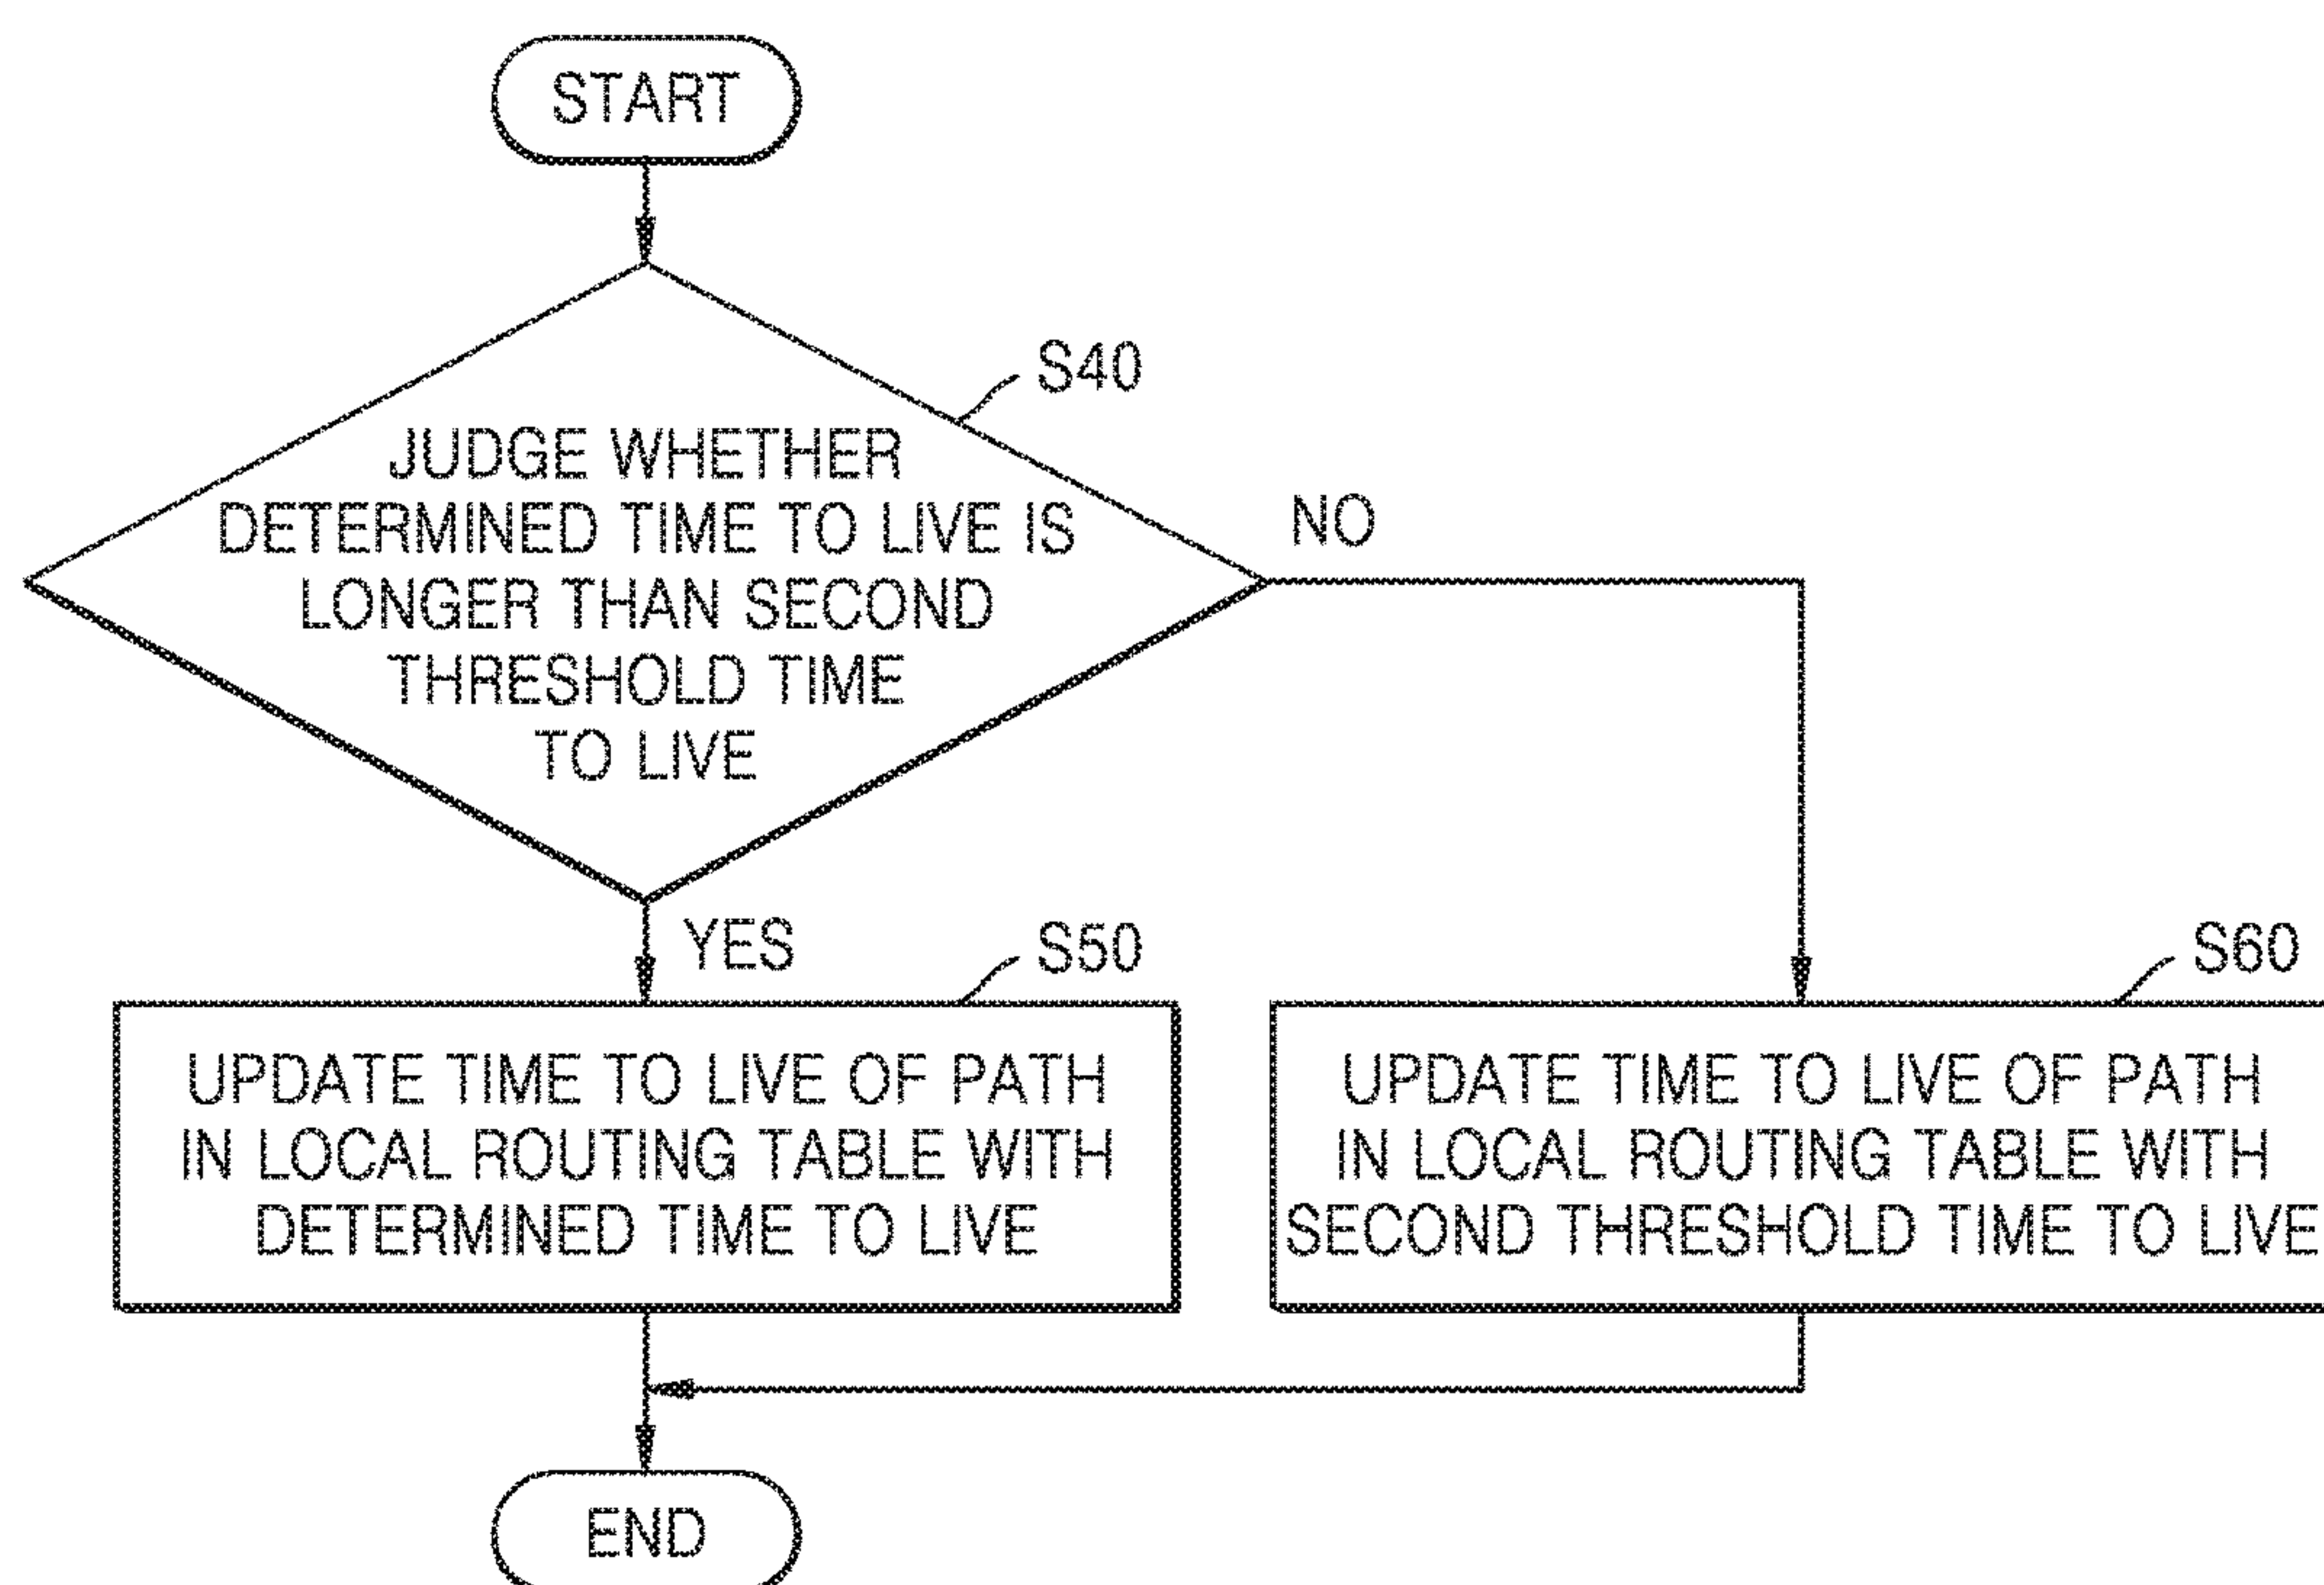 START
S40
JUDGE WHETHER
DETERMINED TIME TO LIVE IS
LONGER THAN SECOND
THRESHOLD TIME
TO LIVE
NO
YES
S50
UPDATE TIME TO LIVE OF PATH
IN LOCAL ROUTING TABLE WITH
DETERMINED TIME TO LIVE
S60
UPDATE TIME TO LIVE OF PATH
IN LOCAL ROUTING TABLE WITH
SECOND THRESHOLD TIME TO LIVE
END